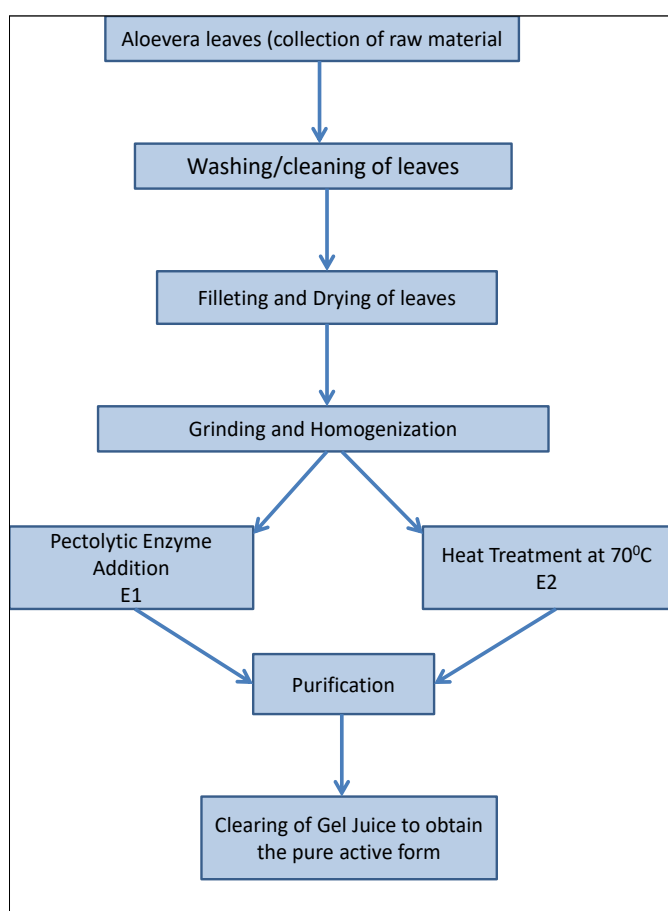 Aloevera leaves (collection of raw material
Washing/cleaning of leaves
Filleting and Drying of leaves
Grinding and Homogenization
Pectolytic Enzyme
Addition
E1
Heat Treatment at 70⁰C
E2
Purification
Clearing of Gel Juice to obtain
the pure active form